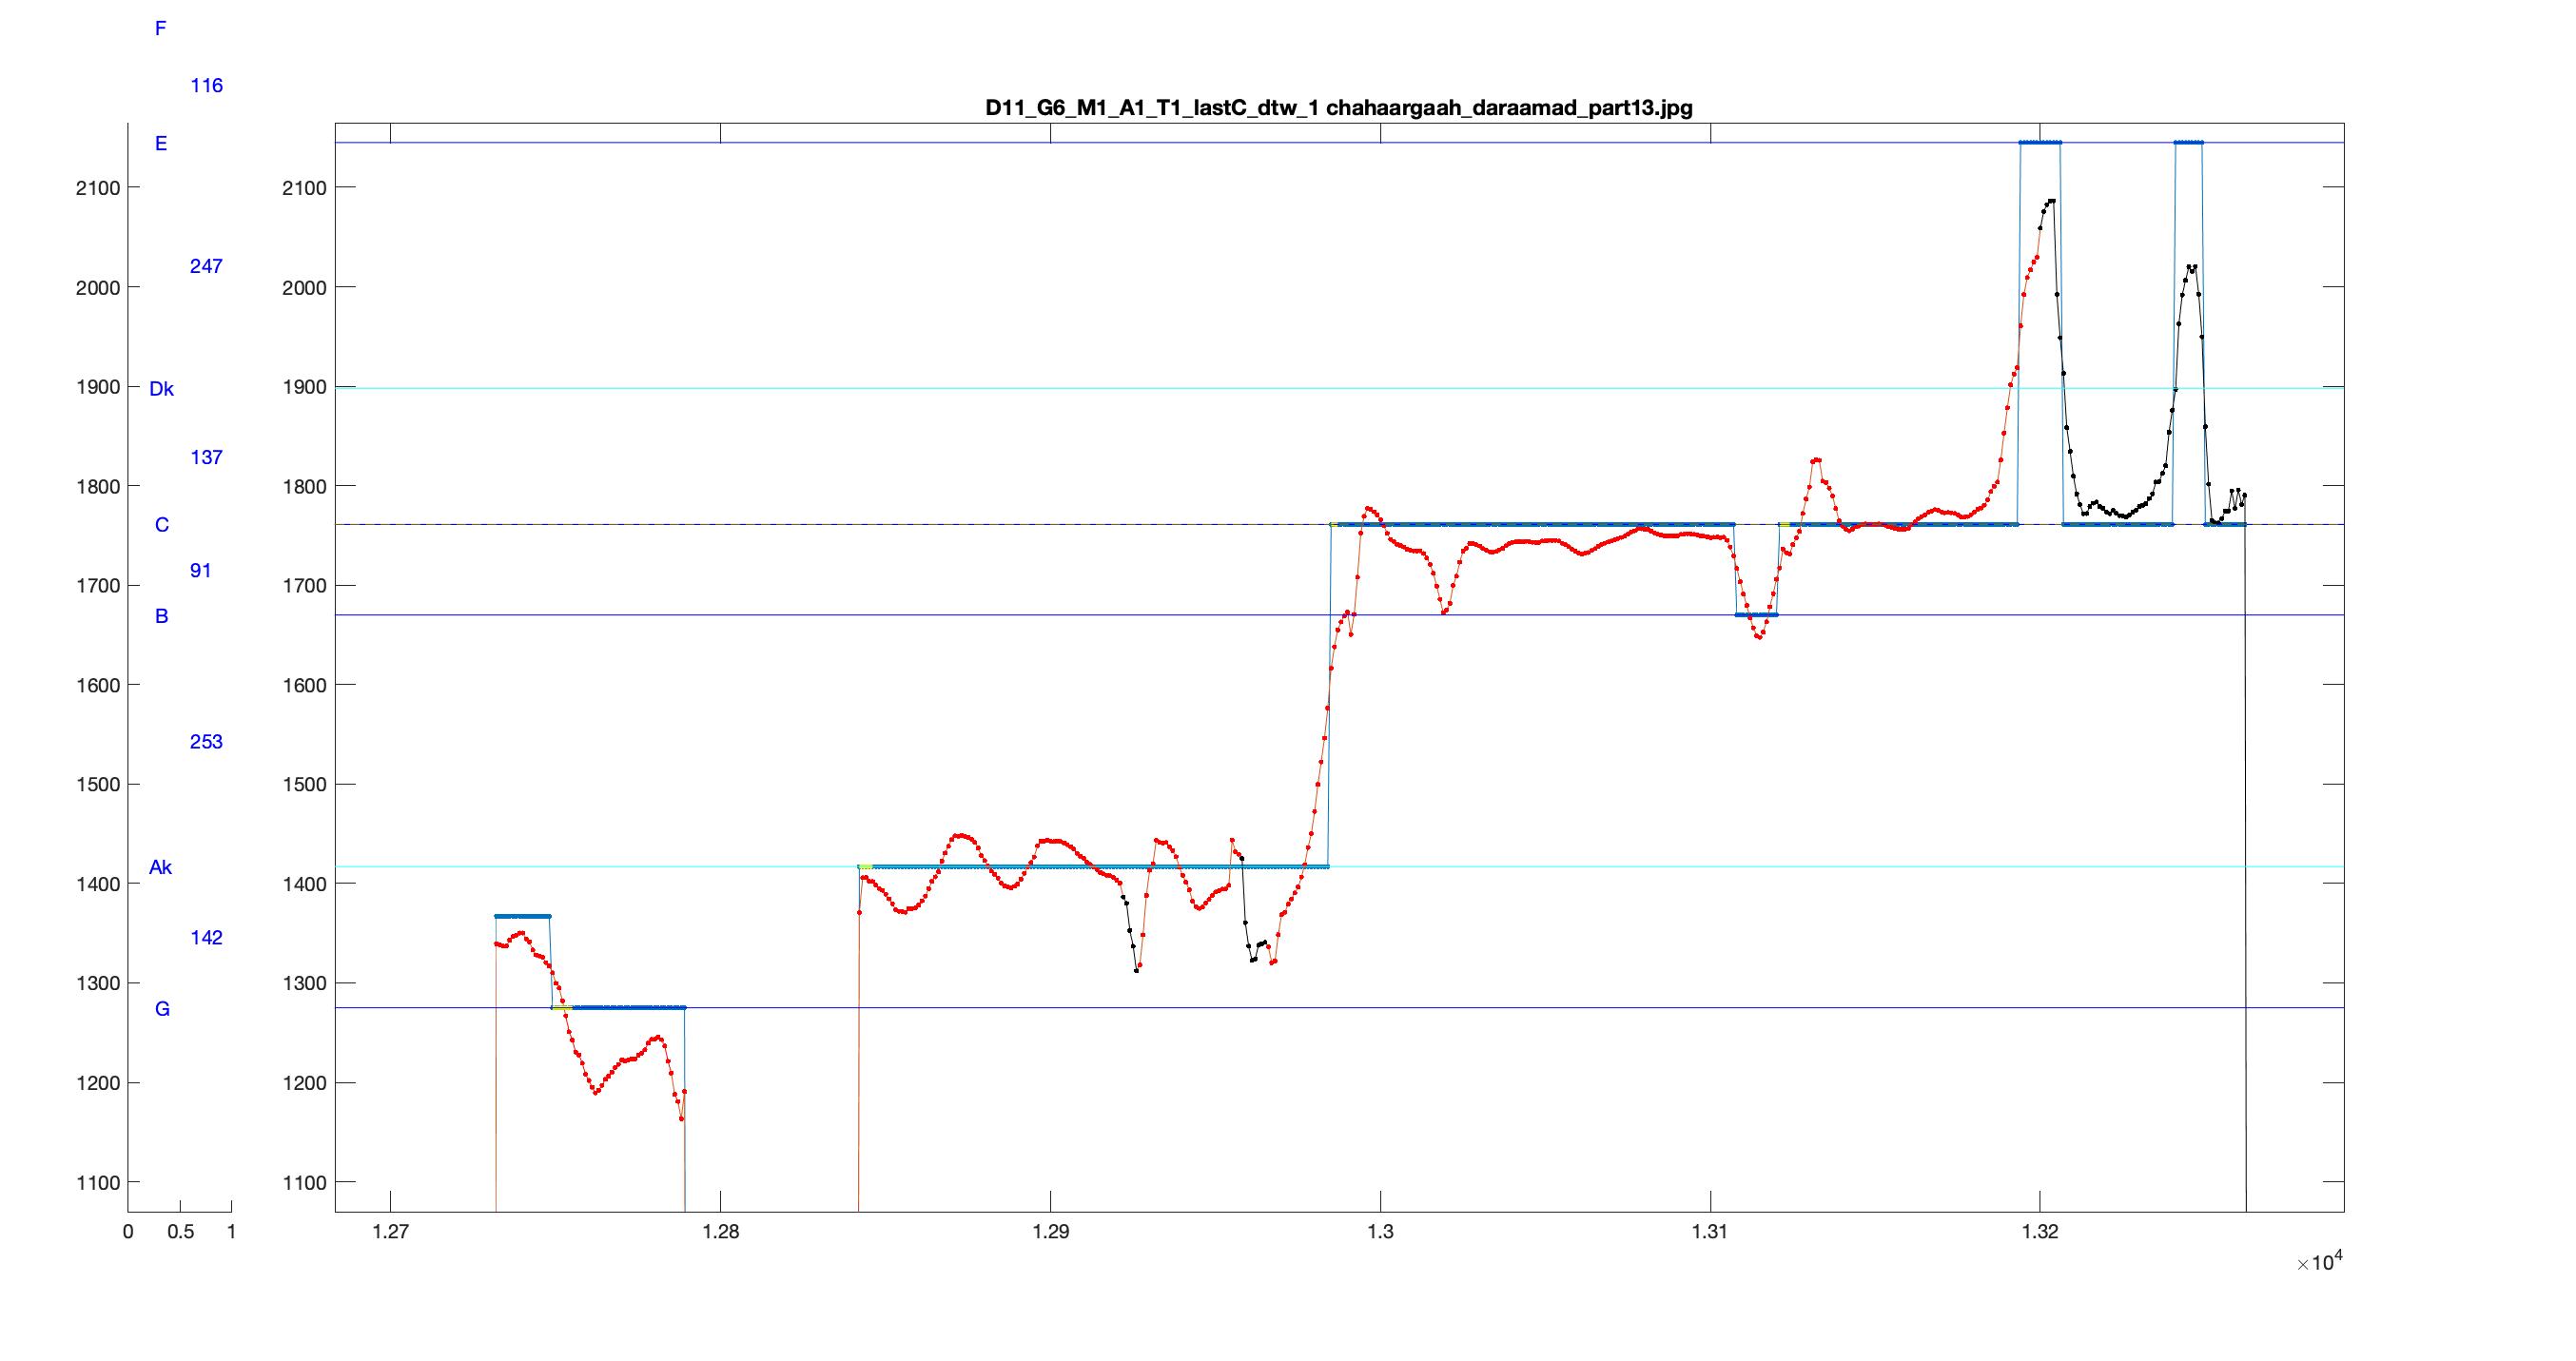 F
116
D11_G6_M1_A1_T1_lastC_dtw_1 chahaargaah_daraamad_part13.jpg
E
2100 2100
247
2000 2000
1900 Dk 1900
137
1800 1800
C
91
1700 1700
B
1600 1600
253
1500 1500
Ak
1400 1400
142
1300 1300
G
1200 1200
1100 1100
0 0.5 1 1.27 1.28 1.29 1.3 1.31 1.32
×10^4